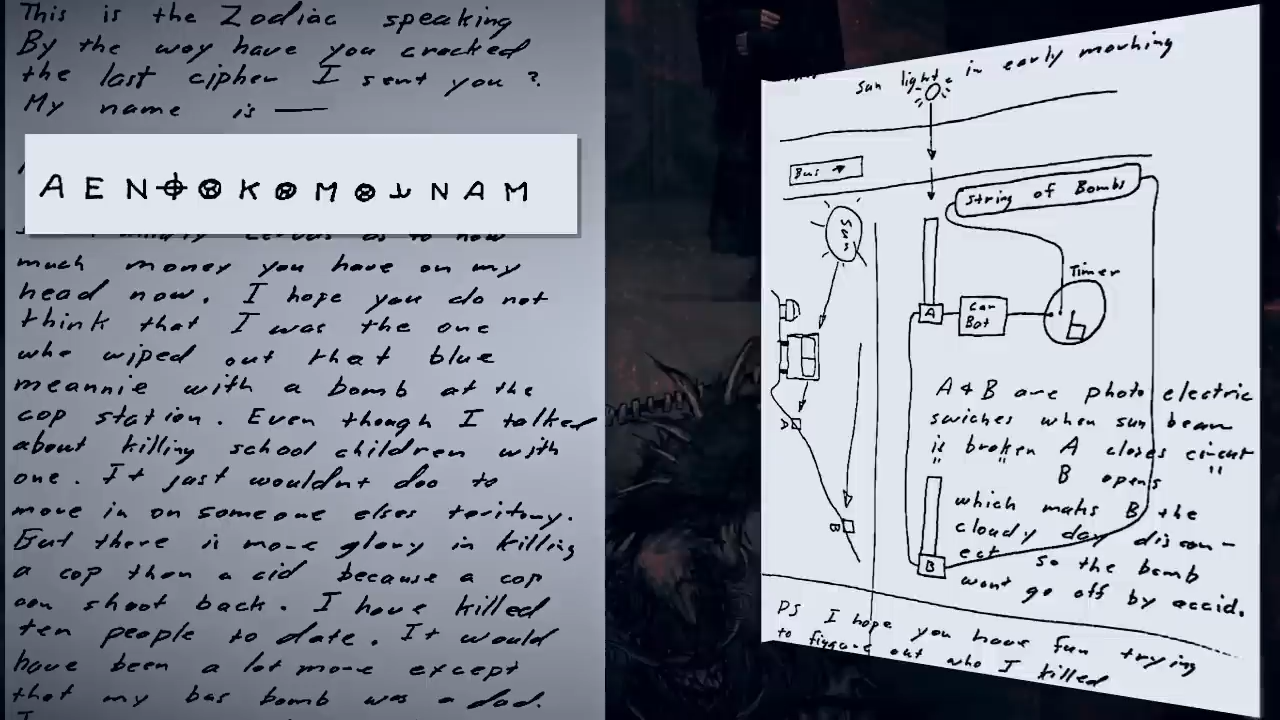 This is the Zodiac speaking
By the way have you cracked
the last cipher I sent you?
My name is —
A E N ⌖ ⊗ K ⊗ M ⊗ N A M
much money you have on my
head now. I hope you do not
think that I was the one
who wiped out that blue
meannie with a bomb at the
cop station. Even though I talked
about killing school children with
one. It just wouldnt doo to
move in on someone elses teritory.
But there is more glory in killing
a cop than a cid because a cop
can shoot back. I have killed
ten people to date. It would
have been a lot more except
that my bus bomb was a dud.
sun light in early morning
Bus
String of Bombs
Sun
Timer
A
Car
Bat
A & B are photo electric
swiches when sun beam
is broken A closes circut
" " B opens "
which maks B the
cloudy day discon-
ect so the bomb
wont go off by accid.
A
B
B
PS I hope you have fun trying
to figgure out who I killed